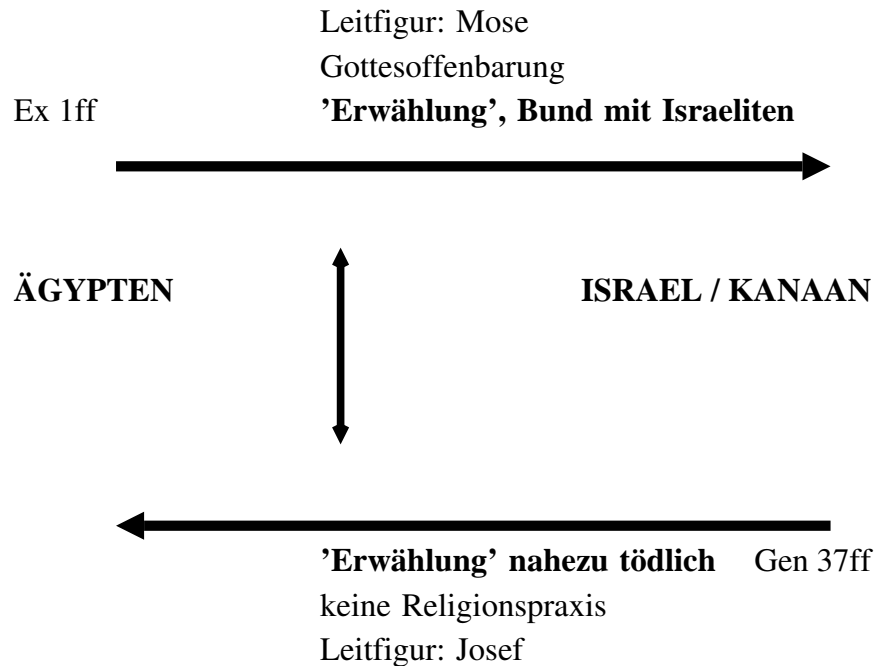 Leitfigur: Mose
Gottesoffenbarung
Ex 1ff ’Erwählung’, Bund mit Israeliten
ÄGYPTEN ISRAEL / KANAAN
’Erwählung’ nahezu tödlich Gen 37ff
keine Religionspraxis
Leitfigur: Josef